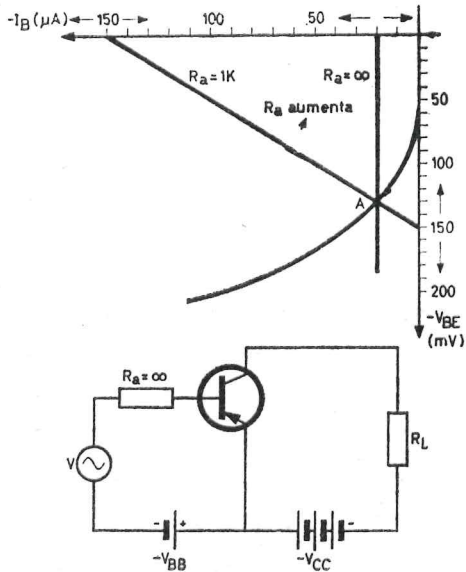 -I_B (μA) 150 100 .50
R_a=1K R_a=∞
R_a aumenta
A
50
100
150
200
-V_BE
(mV)
R_a=∞
V
R_L
- +
-
-V_BB
-V_CC